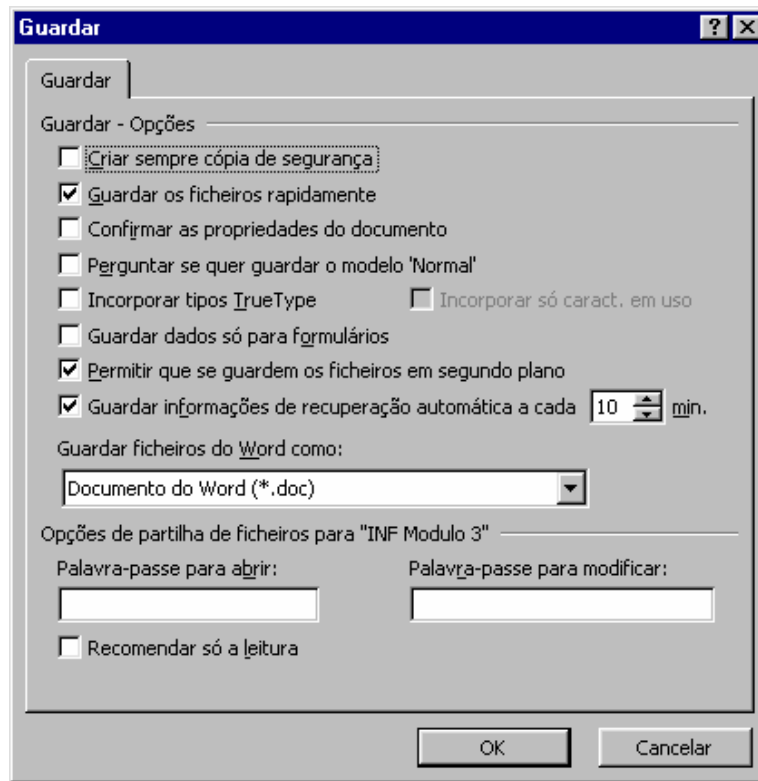 Guardar
Guardar
Guardar - Opções
Criar sempre cópia de segurança
Guardar os ficheiros rapidamente
Confirmar as propriedades do documento
Perguntar se quer guardar o modelo 'Normal'
Incorporar tipos TrueType Incorporar só caract. em uso
Guardar dados só para formulários
Permitir que se guardem os ficheiros em segundo plano
Guardar informações de recuperação automática a cada 10 min.
Guardar ficheiros do Word como:
Documento do Word (*.doc)
Opções de partilha de ficheiros para "INF Modulo 3"
Palavra-passe para abrir: Palavra-passe para modificar:
Recomendar só a leitura
OK Cancelar